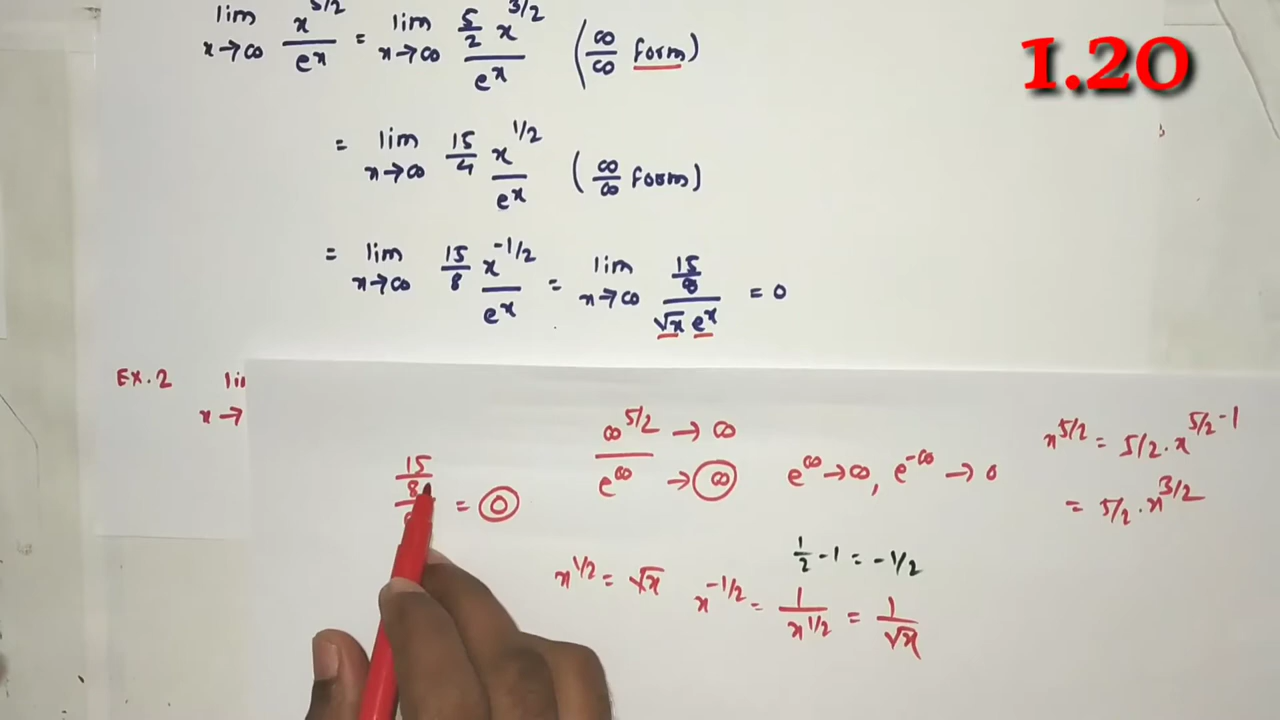 lim x→∞ x^5/2 / e^x = lim x→∞ 5/2 x^3/2 / e^x (∞/∞ form)
1.20
= lim x→∞ 15/4 x^1/2 / e^x (∞/∞ form)
= lim x→∞ 15/8 x^-1/2 / e^x = lim x→∞ 15/8 / √x e^x = 0
Ex.2 x→
∞^5/2 → ∞
e^∞ → ∞ e^∞ → ∞, e^-∞ → 0
x^5/2 = 5/2 . x^5/2 - 1
= 5/2 . x^3/2
15/8 = 0
1/2 - 1 = -1/2
x^1/2 = √x x^-1/2 = 1/x^1/2 = 1/√x